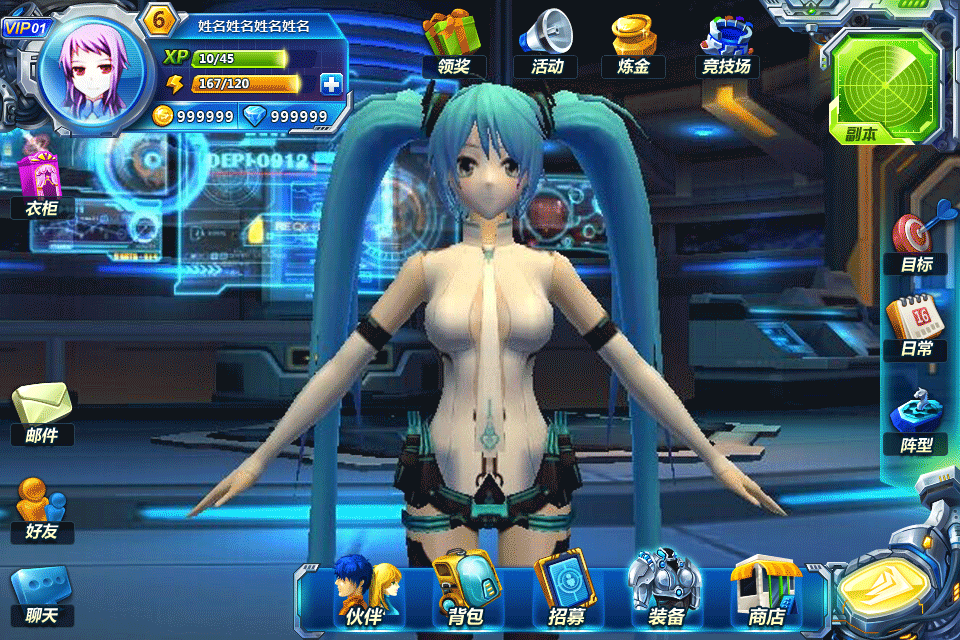 VIP01
6
姓名姓名姓名姓名
XP 10/45
167/120
999999 999999
领奖
活动
炼金
竞技场
副本
衣柜
DEPT-0912
目标
16
日常
阵型
邮件
好友
聊天
伙伴
背包
招募
装备
商店